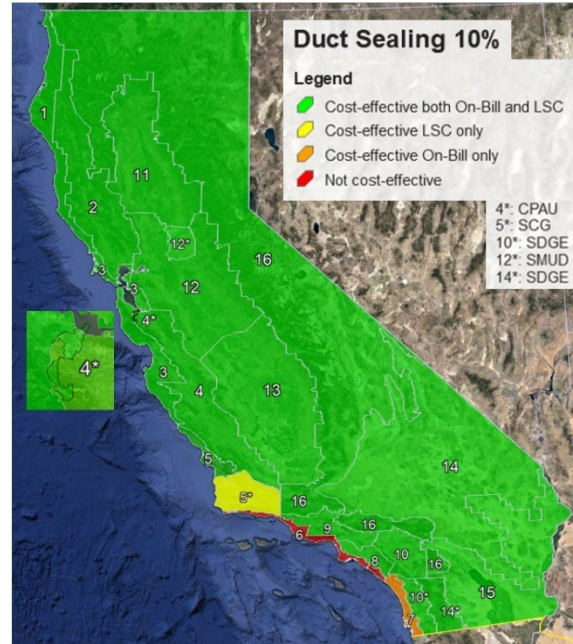 Duct Sealing 10%
Legend
Cost-effective both On-Bill and LSC
Cost-effective LSC only
Cost-effective On-Bill only
Not cost-effective
4*: CPAU
5*: SCG
10*: SDGE
12*: SMUD
14*: SDGE
1
11
2
12*
16
3
3
12
4*
4*
3
4
13
5
14
5*
16
6
9
16
8
10
16
10*
14*
15
7